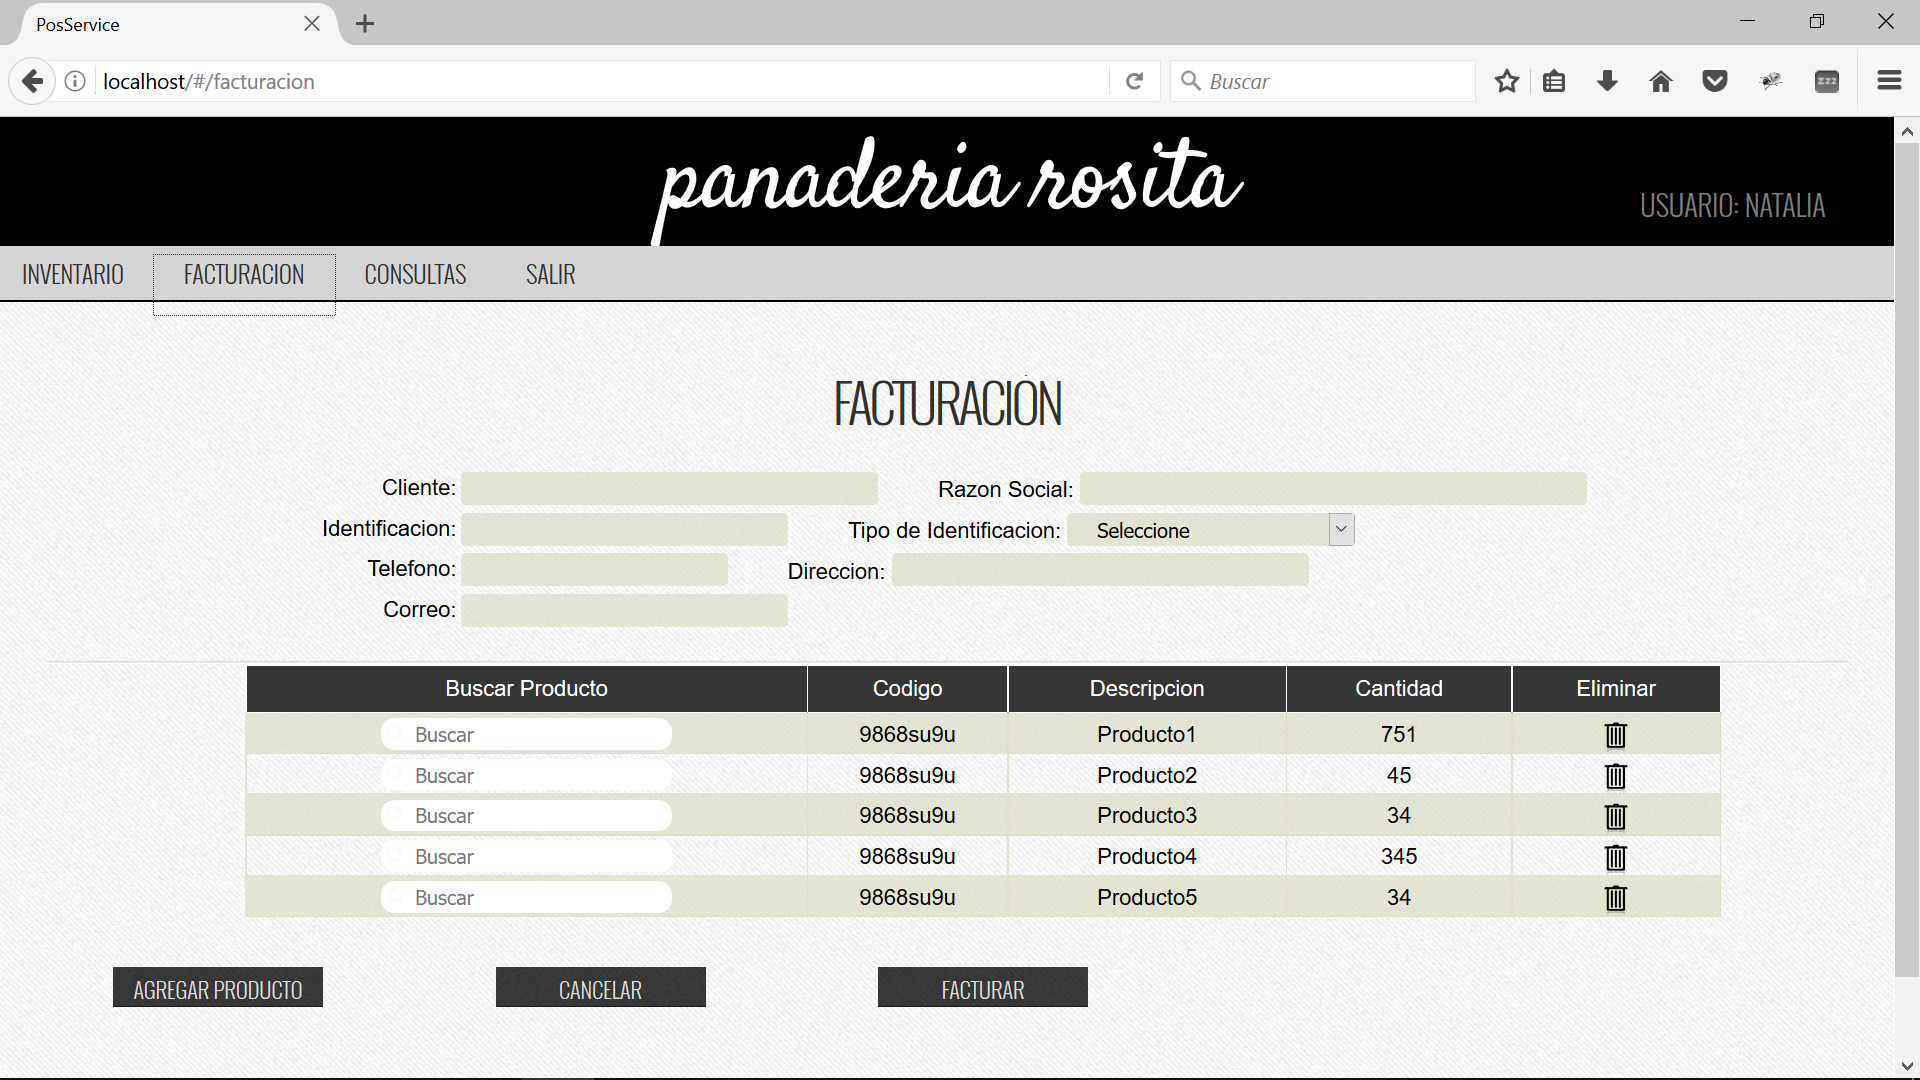 PosService
localhost/#/facturacion
Buscar
panaderia rosita
USUARIO: NATALIA
INVENTARIO FACTURACION CONSULTAS SALIR
FACTURACIÓN
Cliente: Razon Social:
Identificacion: Tipo de Identificacion: Seleccione
Telefono: Direccion:
Correo:
Buscar Producto Codigo Descripcion Cantidad Eliminar
Buscar 9868su9u Producto1 751
Buscar 9868su9u Producto2 45
Buscar 9868su9u Producto3 34
Buscar 9868su9u Producto4 345
Buscar 9868su9u Producto5 34
AGREGAR PRODUCTO CANCELAR FACTURAR